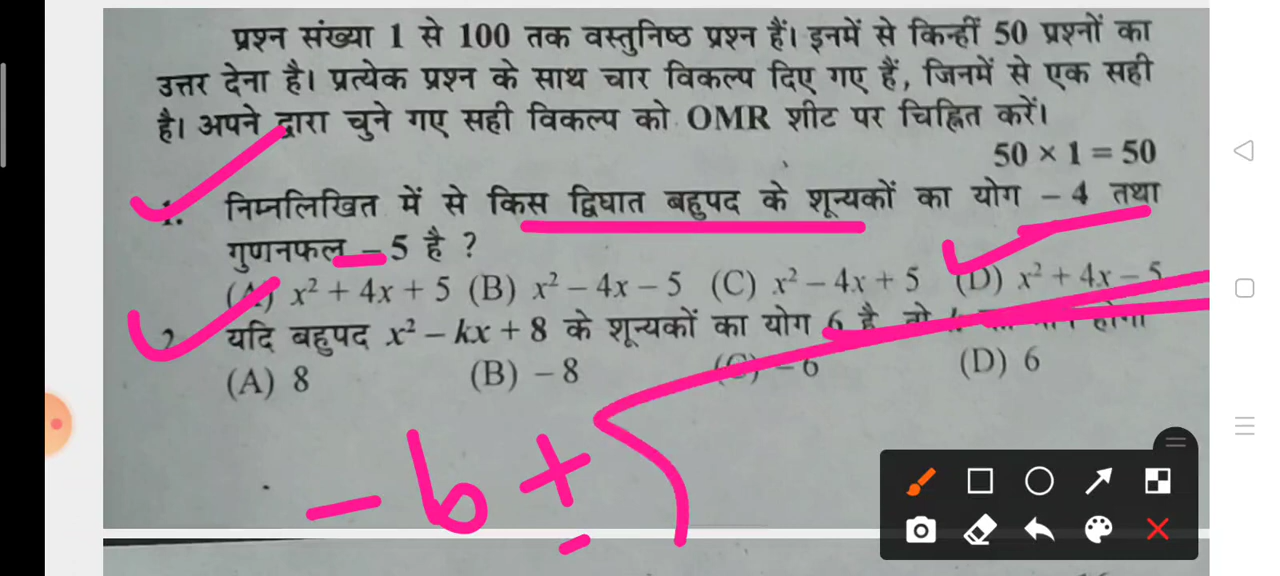 प्रश्न संख्या 1 से 100 तक वस्तुनिष्ठ प्रश्न हैं। इनमें से किन्हीं 50 प्रश्नों का
उत्तर देना है। प्रत्येक प्रश्न के साथ चार विकल्प दिए गए हैं, जिनमें से एक सही
है। अपने द्वारा चुने गए सही विकल्प को OMR शीट पर चिह्नित करें।
50 × 1 = 50
1. निम्नलिखित में से किस द्विघात बहुपद के शून्यकों का योग – 4 तथा
गुणनफल – 5 है ?
(A) x² + 4x + 5 (B) x² – 4x – 5 (C) x² – 4x + 5 (D) x² + 4x – 5
2. यदि बहुपद x² – kx + 8 के शून्यकों का योग 6 है, तो k का मान होगा
(A) 8 (B) – 8 (C) – 6 (D) 6
– b ±